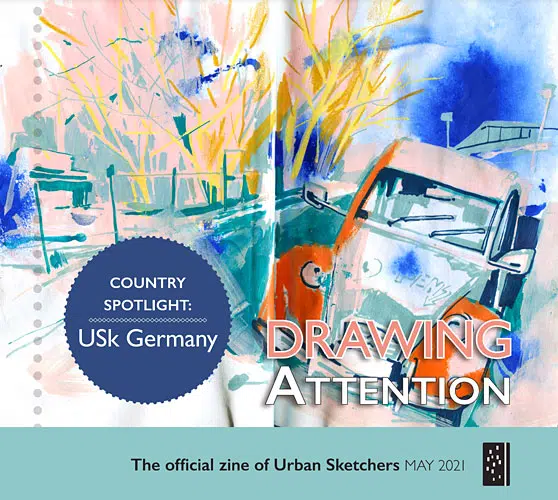 COUNTRY
SPOTLIGHT:
USk Germany
DRAWING
ATTENTION
The official zine of Urban Sketchers MAY 2021